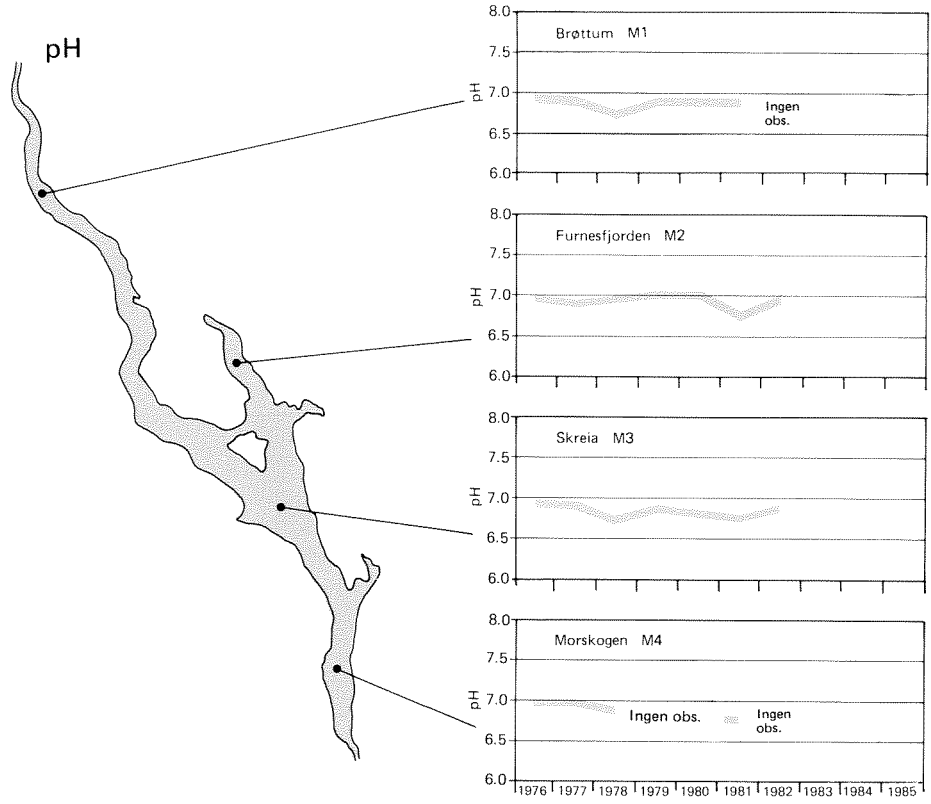 pH
8.0
Brøttum M1
7.5
7.0
pH
Ingen
obs.
6.5
6.0
8.0
Furnesfjorden M2
7.5
7.0
pH
6.5
6.0
8.0
Skreia M3
7.5
7.0
pH
6.5
6.0
8.0
Morskogen M4
7.5
7.0
pH
Ingen obs.
Ingen
obs.
6.5
6.0
1976 1977 1978 1979 1980 1981 1982 1983 1984 1985